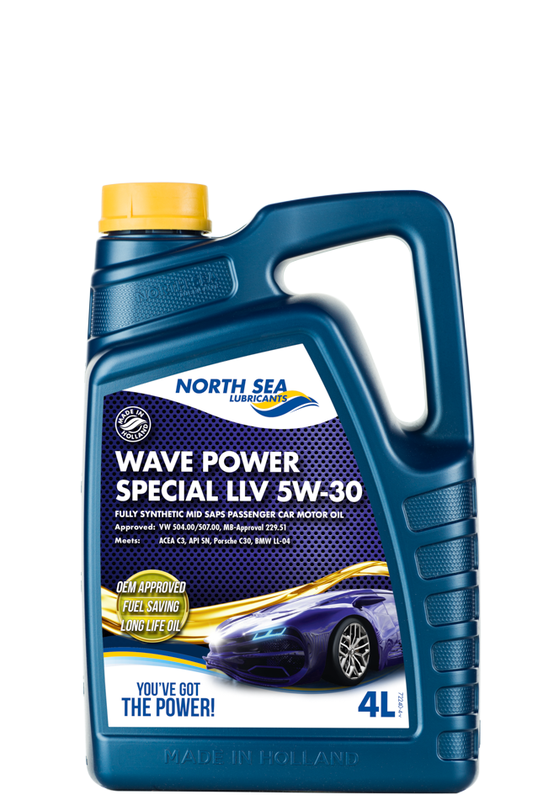 NORTH SEA
LUBRICANTS
MADE IN
HOLLAND
WAVE POWER
SPECIAL LLV 5W-30
FULLY SYNTHETIC MID SAPS PASSENGER CAR MOTOR OIL
Approved: VW 504.00/507.00, MB-Approval 229.51
Meets: ACEA C3, API SN, Porsche C30, BMW LL-04
OEM APPROVED
FUEL SAVING
LONG LIFE OIL
YOU'VE GOT
THE POWER!
4L
MADE IN HOLLAND